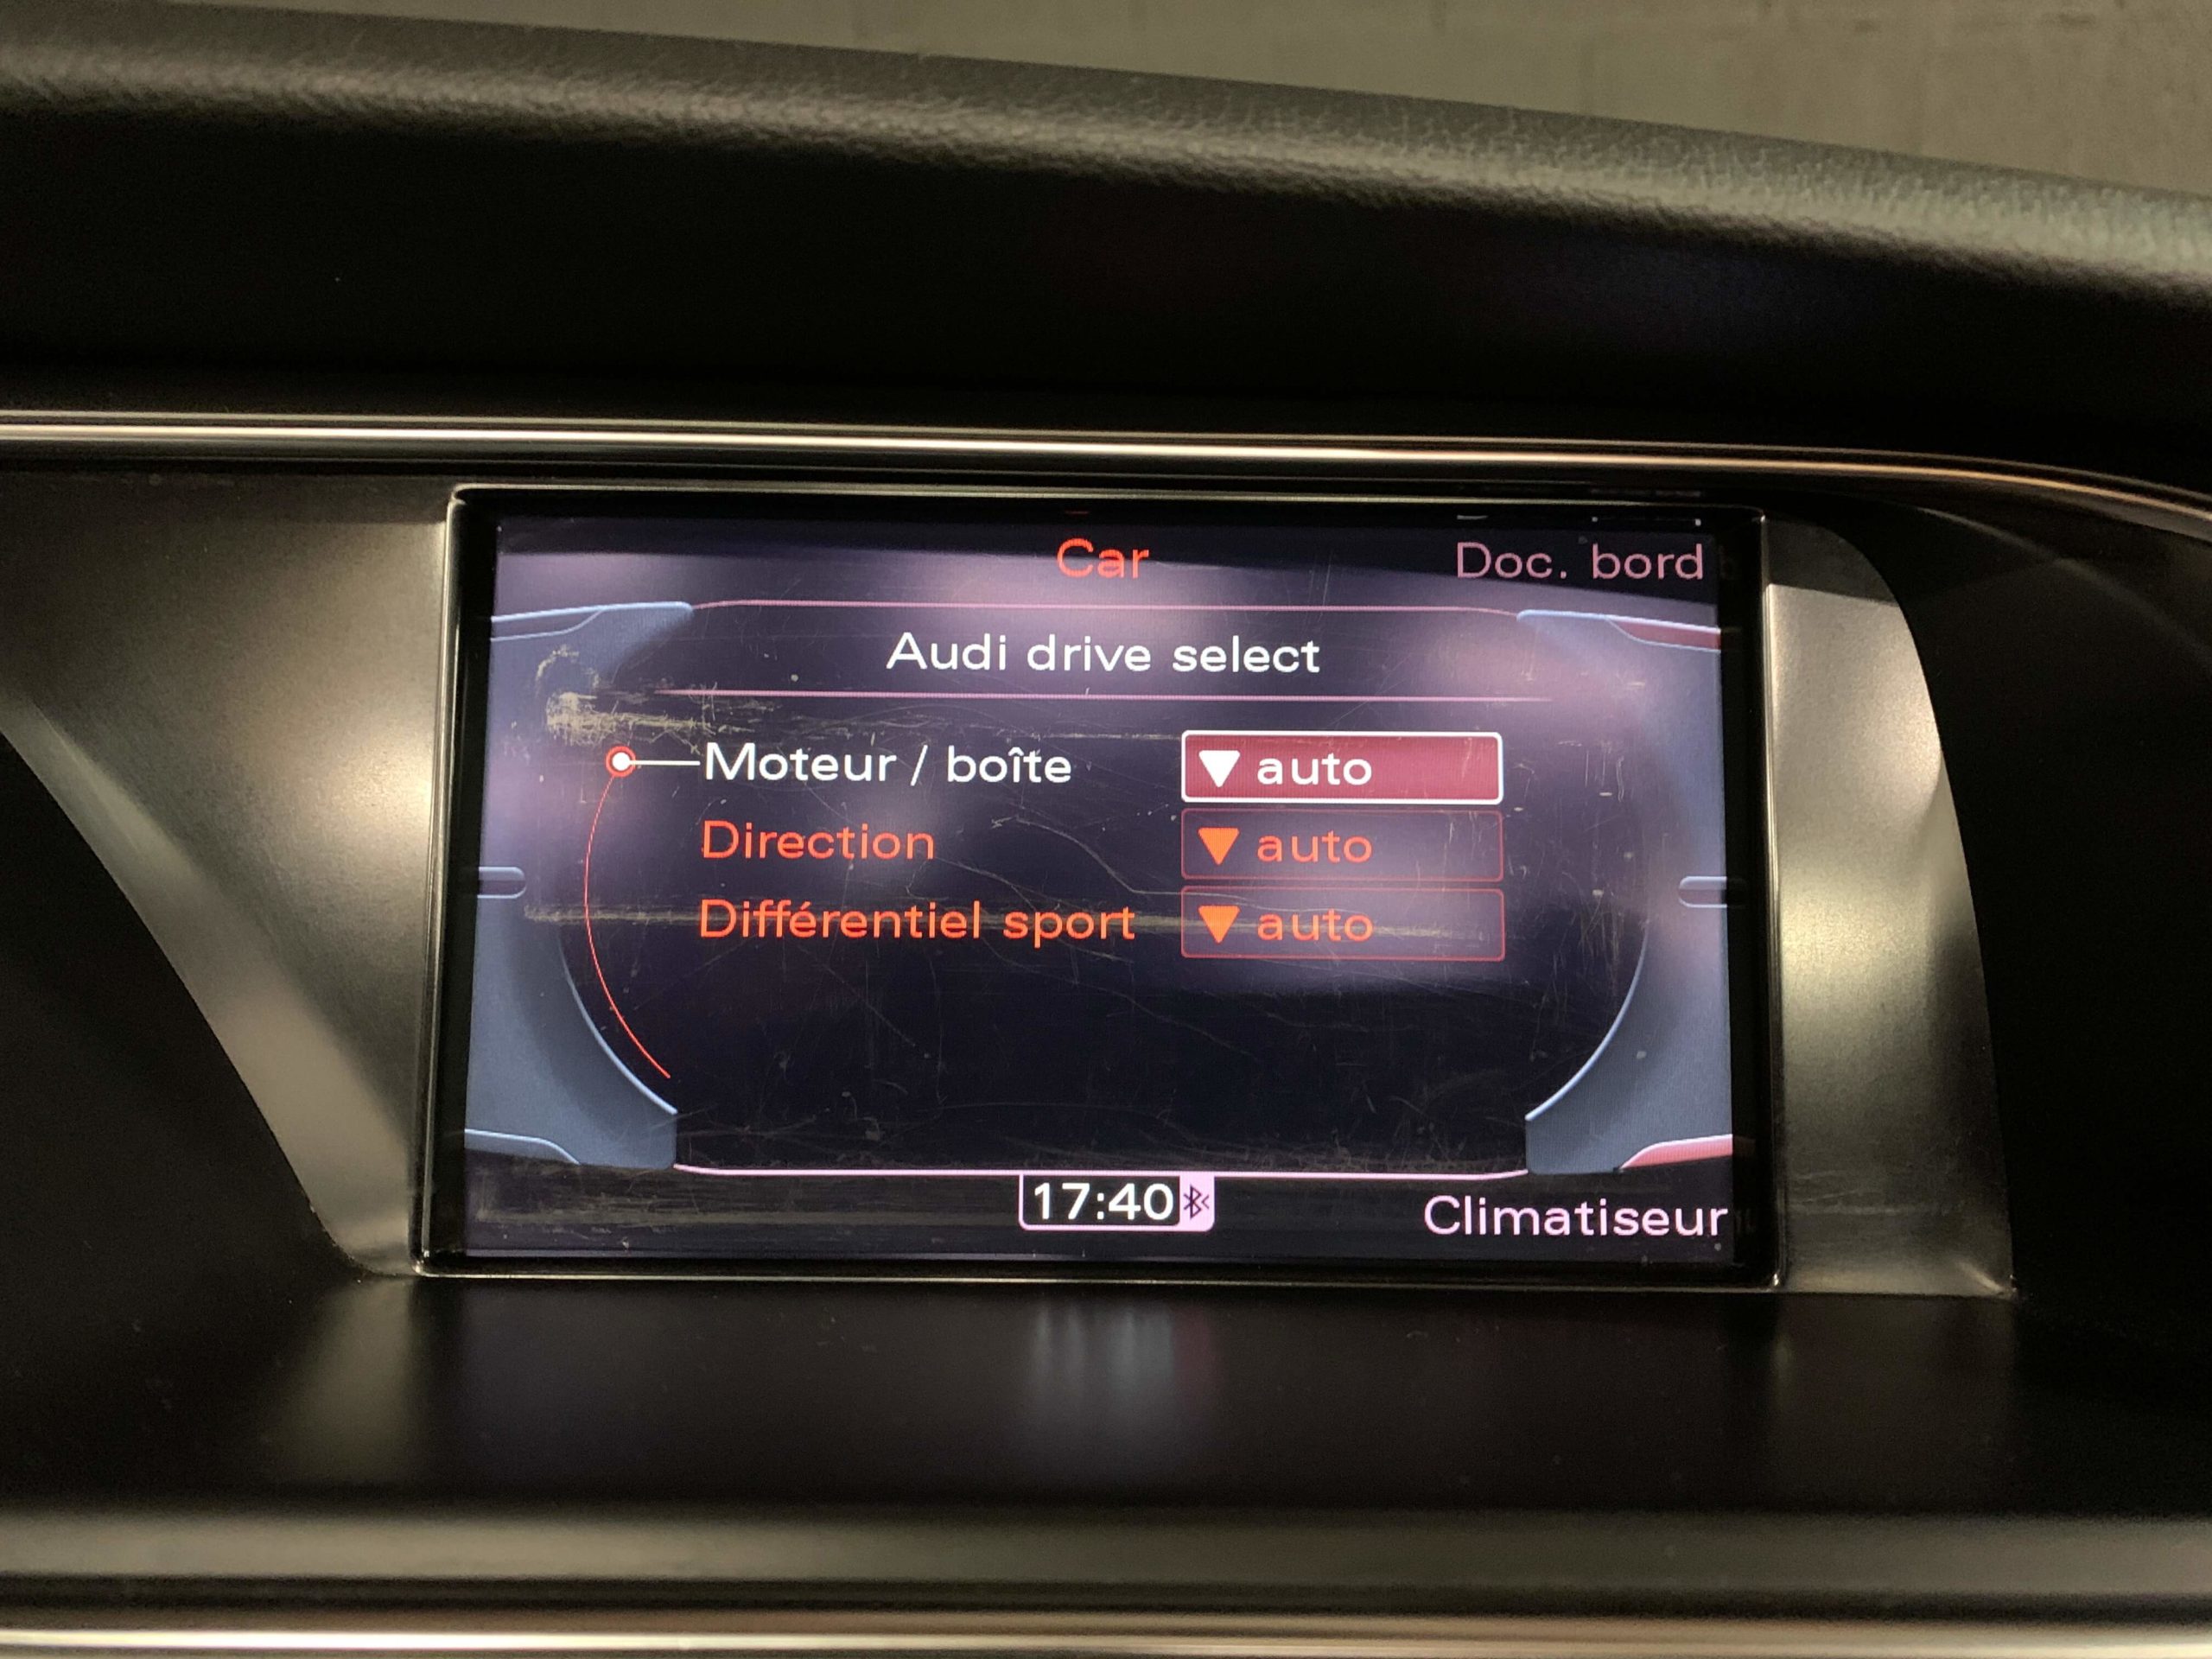 Car
Doc. bord
Audi drive select
Moteur / boîte auto
Direction auto
Différentiel sport auto
17:40
Climatiseur